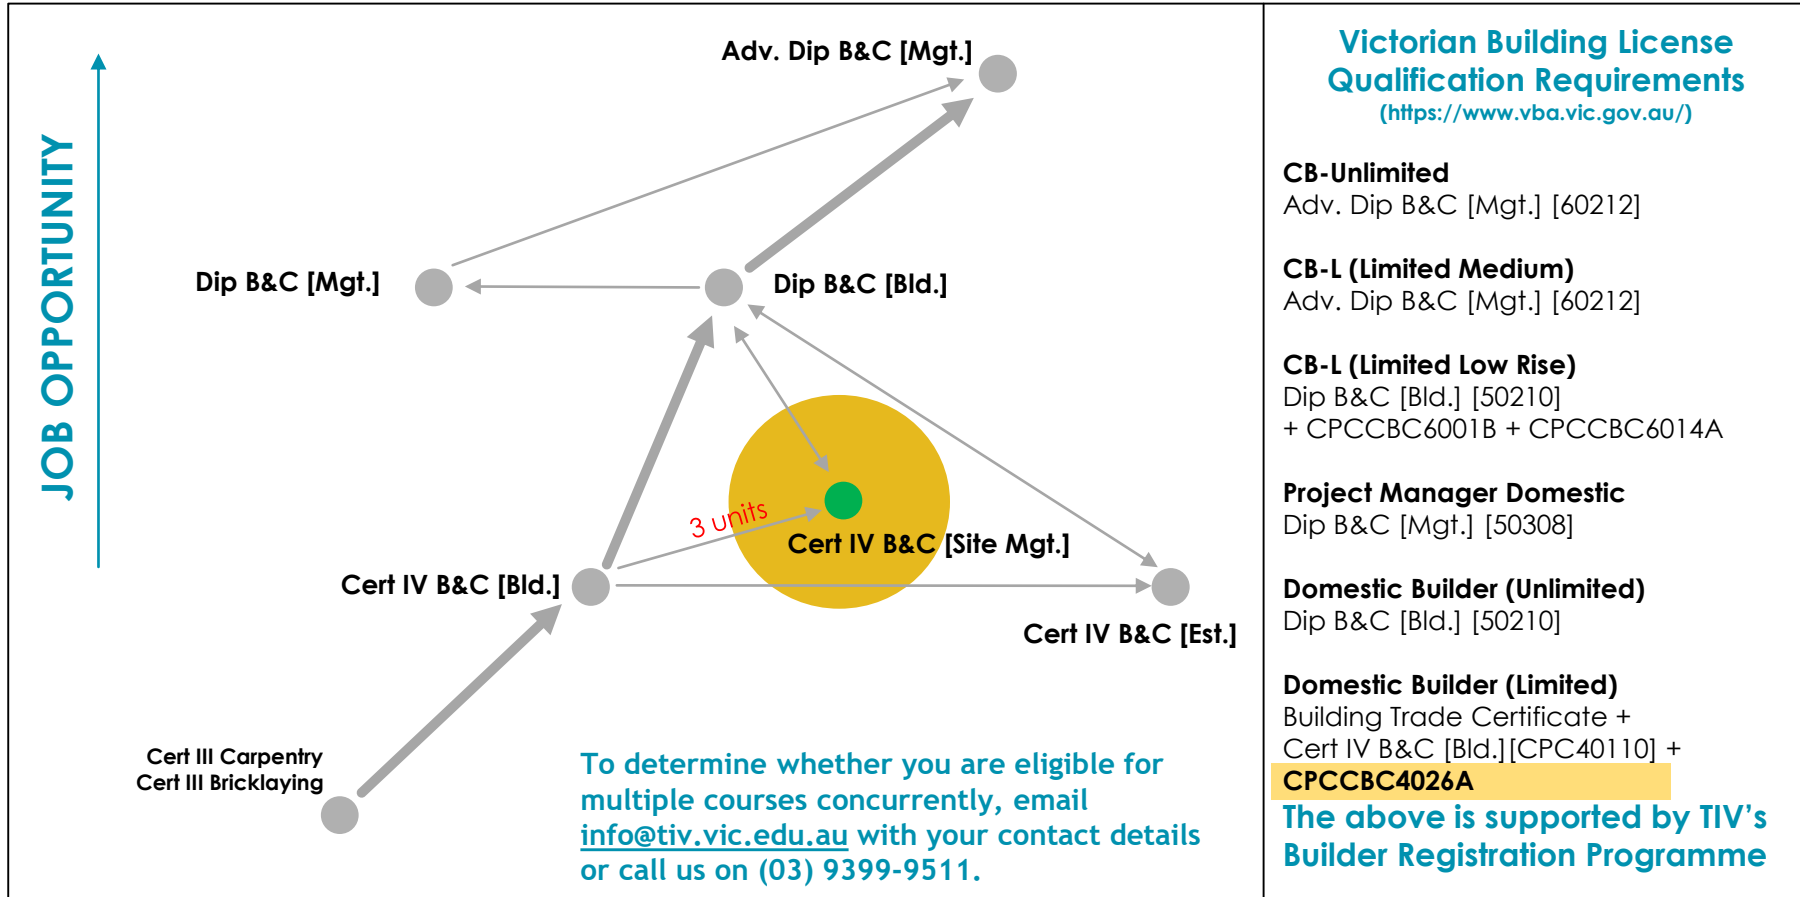 JOB OPPORTUNITY
Adv. Dip B&C [Mgt.]
Dip B&C [Mgt.]
Dip B&C [Bld.]
3 units
Cert IV B&C [Site Mgt.]
Cert IV B&C [Bld.]
Cert IV B&C [Est.]
Cert III Carpentry
Cert III Bricklaying
To determine whether you are eligible for
multiple courses concurrently, email
info@tiv.vic.edu.au with your contact details
or call us on (03) 9399-9511.
Victorian Building License
Qualification Requirements
(https://www.vba.vic.gov.au/)
CB-Unlimited
Adv. Dip B&C [Mgt.] [60212]
CB-L (Limited Medium)
Adv. Dip B&C [Mgt.] [60212]
CB-L (Limited Low Rise)
Dip B&C [Bld.] [50210]
+ CPCCBC6001B + CPCCBC6014A
Project Manager Domestic
Dip B&C [Mgt.] [50308]
Domestic Builder (Unlimited)
Dip B&C [Bld.] [50210]
Domestic Builder (Limited)
Building Trade Certificate +
Cert IV B&C [Bld.][CPC40110] +
CPCCBC4026A
The above is supported by TIV's
Builder Registration Programme